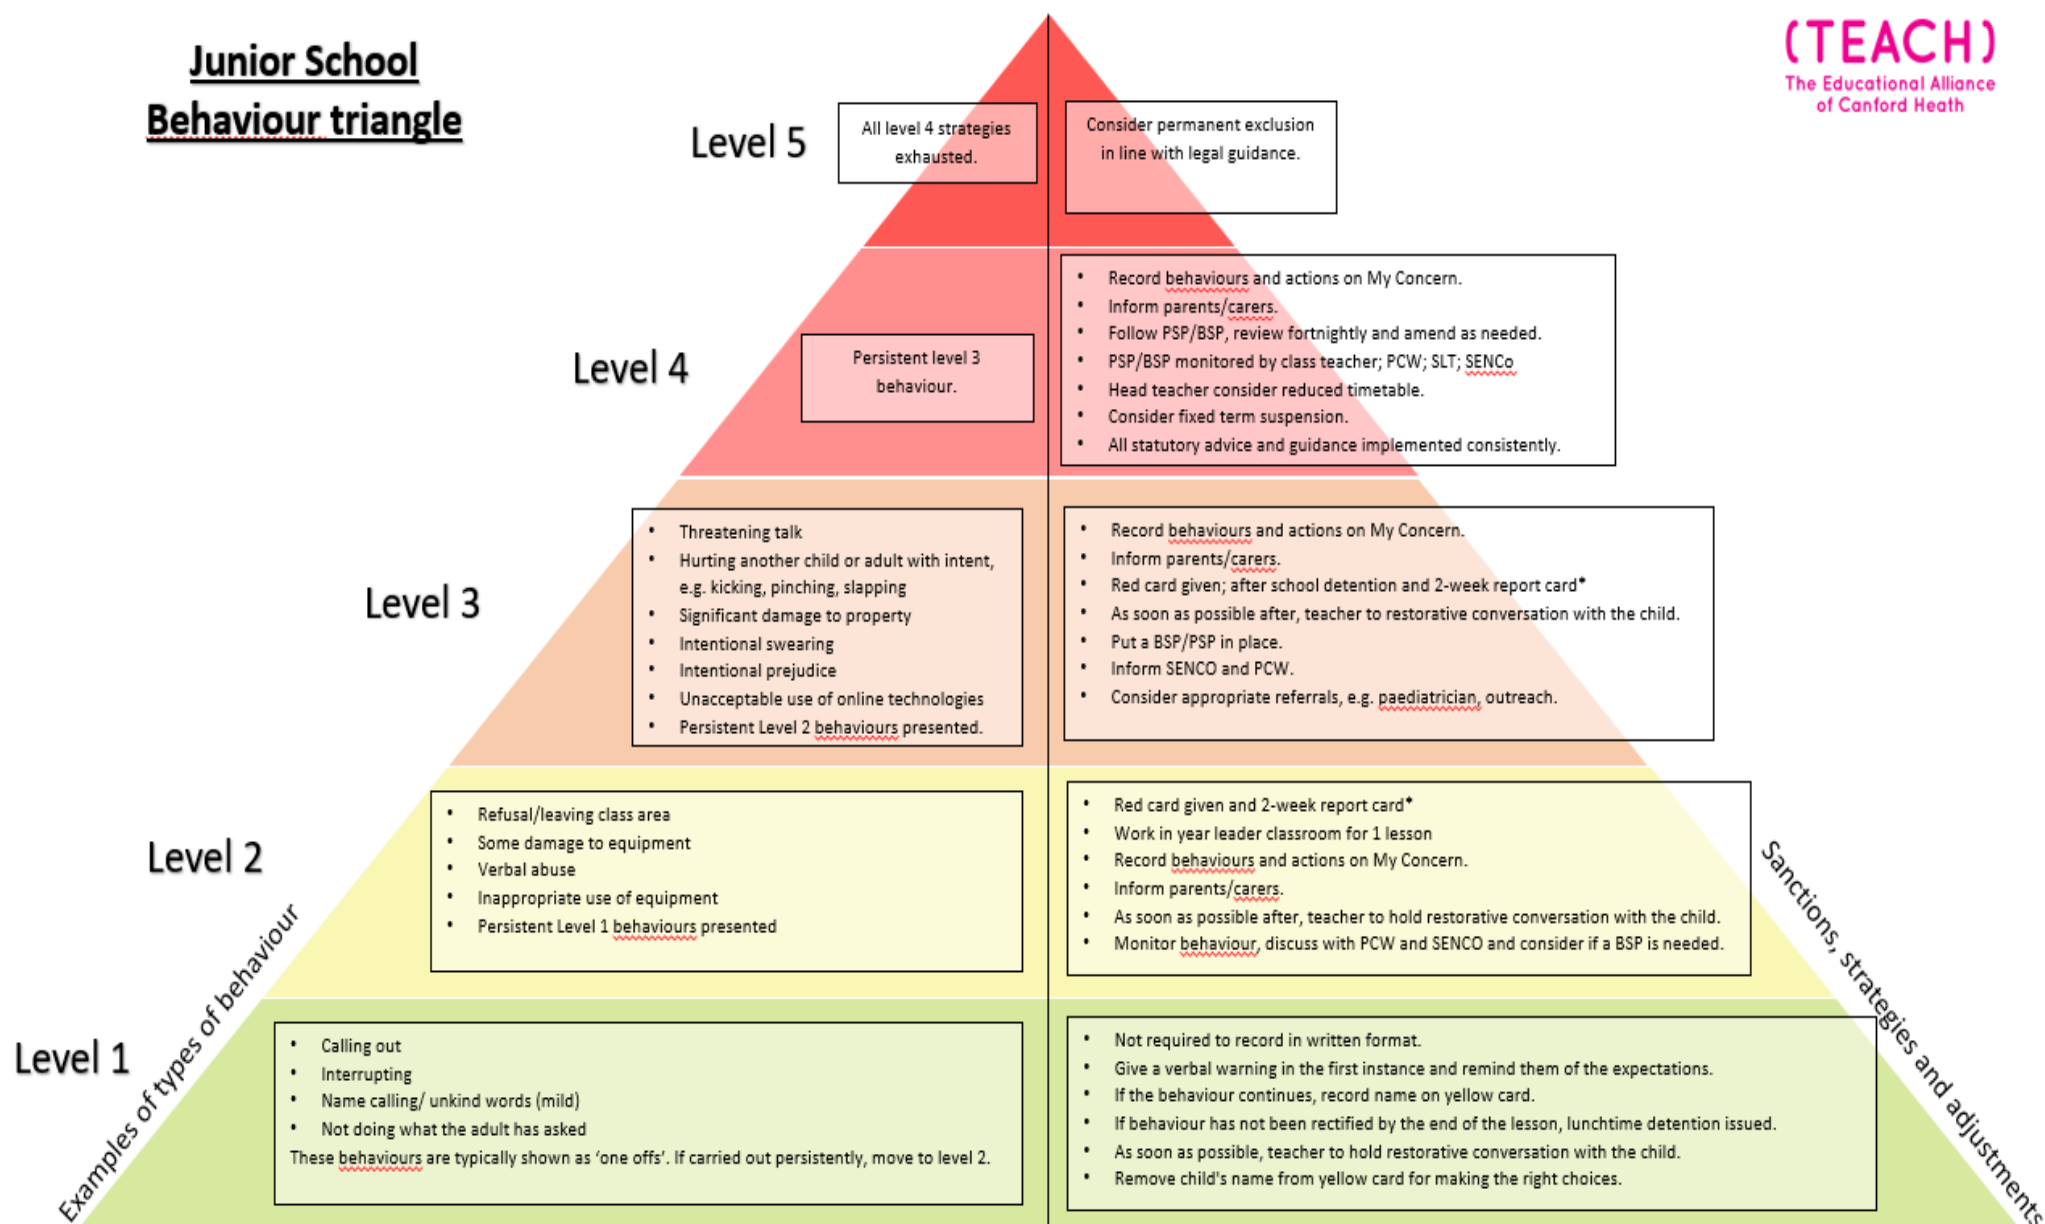 Junior School
Behaviour triangle
(TEACH)
The Educational Alliance
of Canford Heath
Level 5
All level 4 strategies
exhausted.
Consider permanent exclusion
in line with legal guidance.
Level 4
Persistent level 3
behaviour.
• Record behaviours and actions on My Concern.
• Inform parents/carers.
• Follow PSP/BSP, review fortnightly and amend as needed.
• PSP/BSP monitored by class teacher; PCW; SLT; SENCo
• Head teacher consider reduced timetable.
• Consider fixed term suspension.
• All statutory advice and guidance implemented consistently.
Level 3
• Threatening talk
• Hurting another child or adult with intent,
e.g. kicking, pinching, slapping
• Significant damage to property
• Intentional swearing
• Intentional prejudice
• Unacceptable use of online technologies
• Persistent Level 2 behaviours presented.
• Record behaviours and actions on My Concern.
• Inform parents/carers.
• Red card given; after school detention and 2-week report card*
• As soon as possible after, teacher to restorative conversation with the child.
• Put a BSP/PSP in place.
• Inform SENCO and PCW.
• Consider appropriate referrals, e.g. paediatrician, outreach.
Level 2
• Refusal/leaving class area
• Some damage to equipment
• Verbal abuse
• Inappropriate use of equipment
• Persistent Level 1 behaviours presented
• Red card given and 2-week report card*
• Work in year leader classroom for 1 lesson
• Record behaviours and actions on My Concern.
• Inform parents/carers.
• As soon as possible after, teacher to hold restorative conversation with the child.
• Monitor behaviour, discuss with PCW and SENCO and consider if a BSP is needed.
Level 1
• Calling out
• Interrupting
• Name calling/ unkind words (mild)
• Not doing what the adult has asked
These behaviours are typically shown as ‘one offs’. If carried out persistently, move to level 2.
• Not required to record in written format.
• Give a verbal warning in the first instance and remind them of the expectations.
• If the behaviour continues, record name on yellow card.
• If behaviour has not been rectified by the end of the lesson, lunchtime detention issued.
• As soon as possible, teacher to hold restorative conversation with the child.
• Remove child's name from yellow card for making the right choices.
Examples of types of behaviour
Sanctions, strategies and adjustments